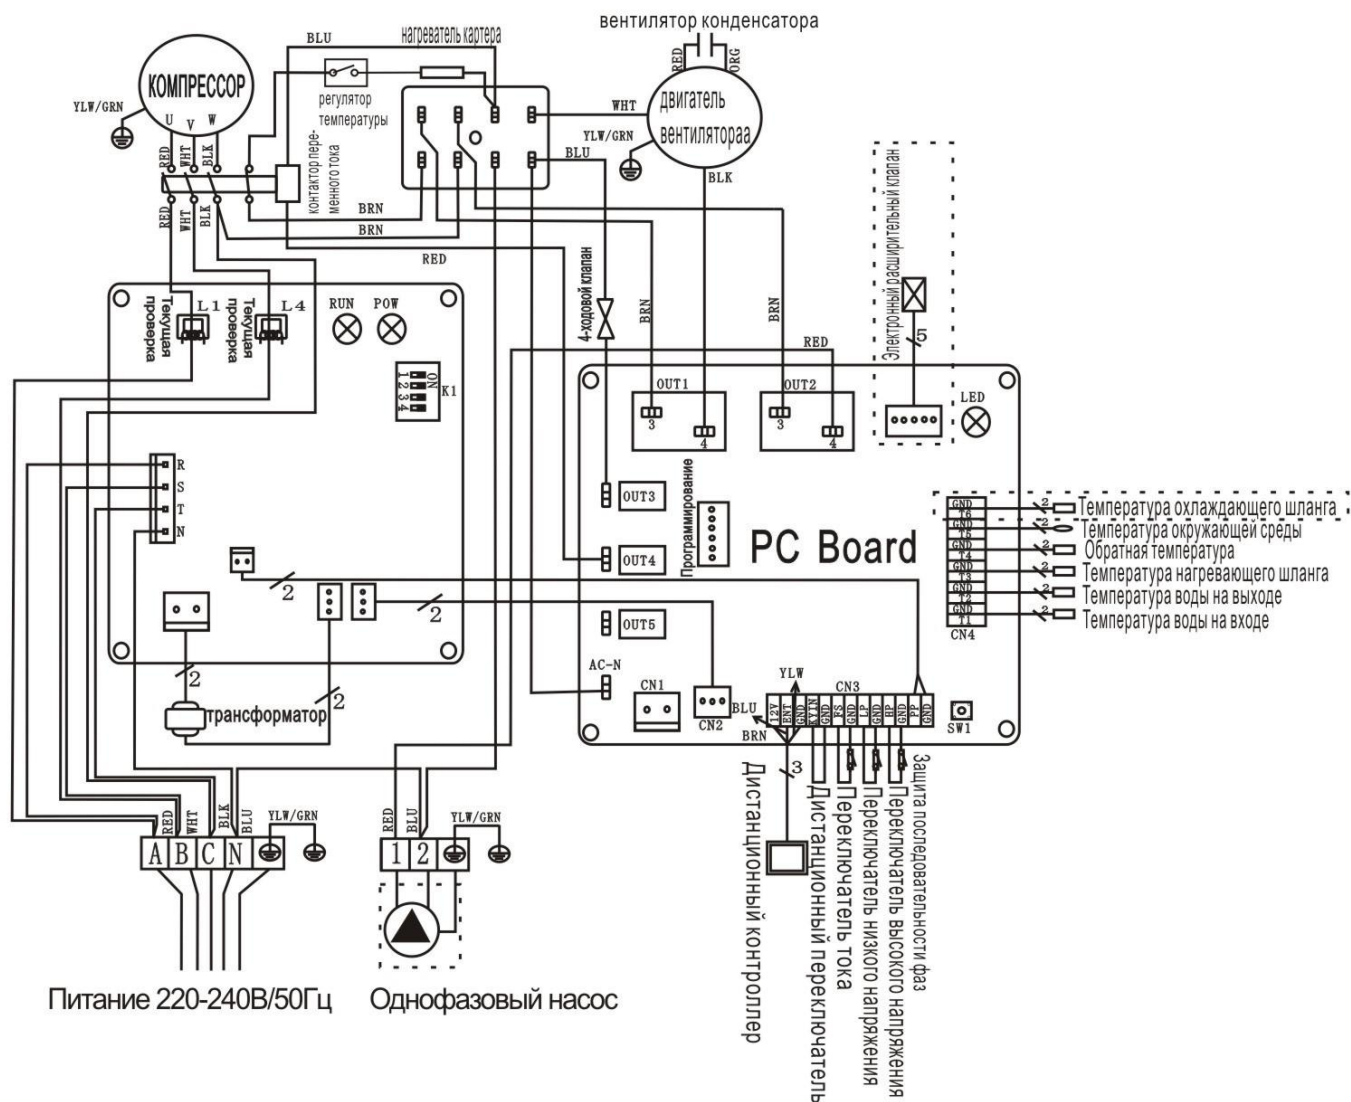 вентилятор конденсатора
BLU
нагреватель картера
RED
ORG
КОМПРЕССОР
YLW/GRN
U
V
W
регулятор
температуры
WHT
двигатель
вентилятораа
YLW/GRN
BLU
BLK
RED
WHT
BLK
контактор пере-
менного тока
BRN
BRN
RED
RED
WHT
BLK
Электронный расширительный клапан
5
4-ходовой клапан
BRN
BRN
RED
Текущая
проверка
L1
Текущая
проверка
L4
RUN
POW
ON
1
2
3
4
K1
OUT1
3
4
OUT2
3
4
LED
R
S
T
N
OUT3
OUT4
OUT5
AC-N
Программирование
PC Board
GND
T6
GND
T5
GND
T4
GND
T3
GND
T2
GND
T1
CN4
2
Температура охлаждающего шланга
2
Температура окружающей среды
2
Обратная температура
2
Температура нагревающего шланга
2
Температура воды на выходе
2
Температура воды на входе
2
2
2
2
трансформатор
CN1
CN2
YLW
BLU
BRN
CN3
12V
ENT
GND
KYIN
GND
FS
GND
LP
GND
HP
GND
PP
GND
SW1
3
Дистанционный контроллер
Дистанционный переключатель
Переключатель тока
Переключатель низкого напряжения
Переключатель высокого напряжения
Защита последовательности фаз
RED
WHT
BLK
BLU
YLW/GRN
A
B
C
N
RED
BLU
YLW/GRN
1
2
Питание 220-240В/50Гц
Однофазовый насос